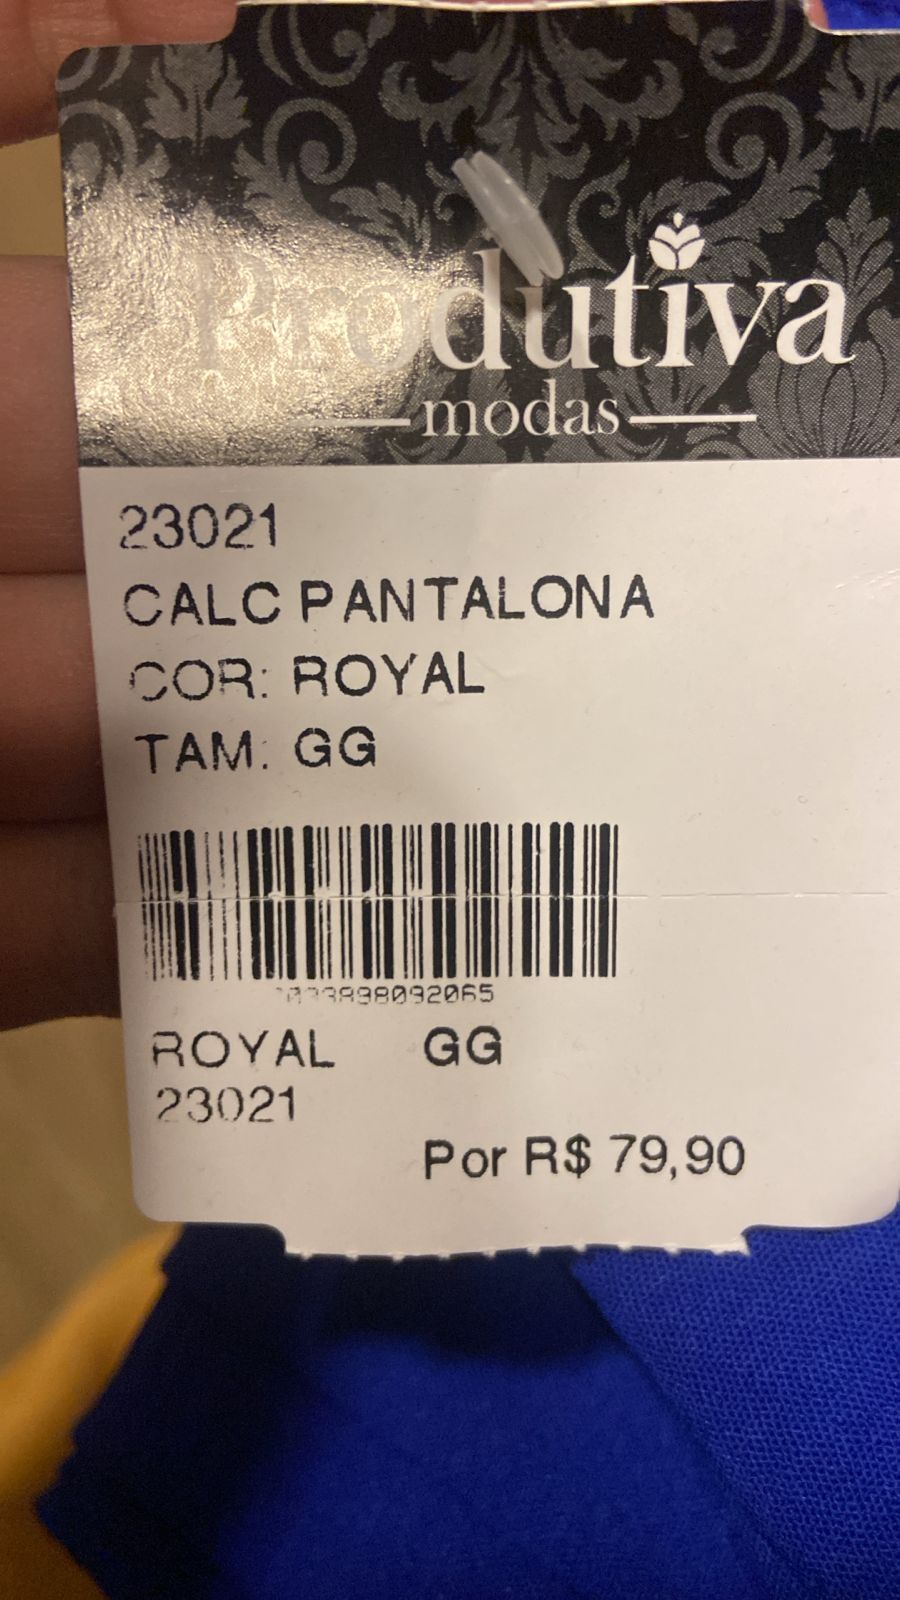 Produtiva
modas
23021
CALC PANTALONA
COR: ROYAL
TAM: GG
ROYAL GG
23021
Por R$ 79,90